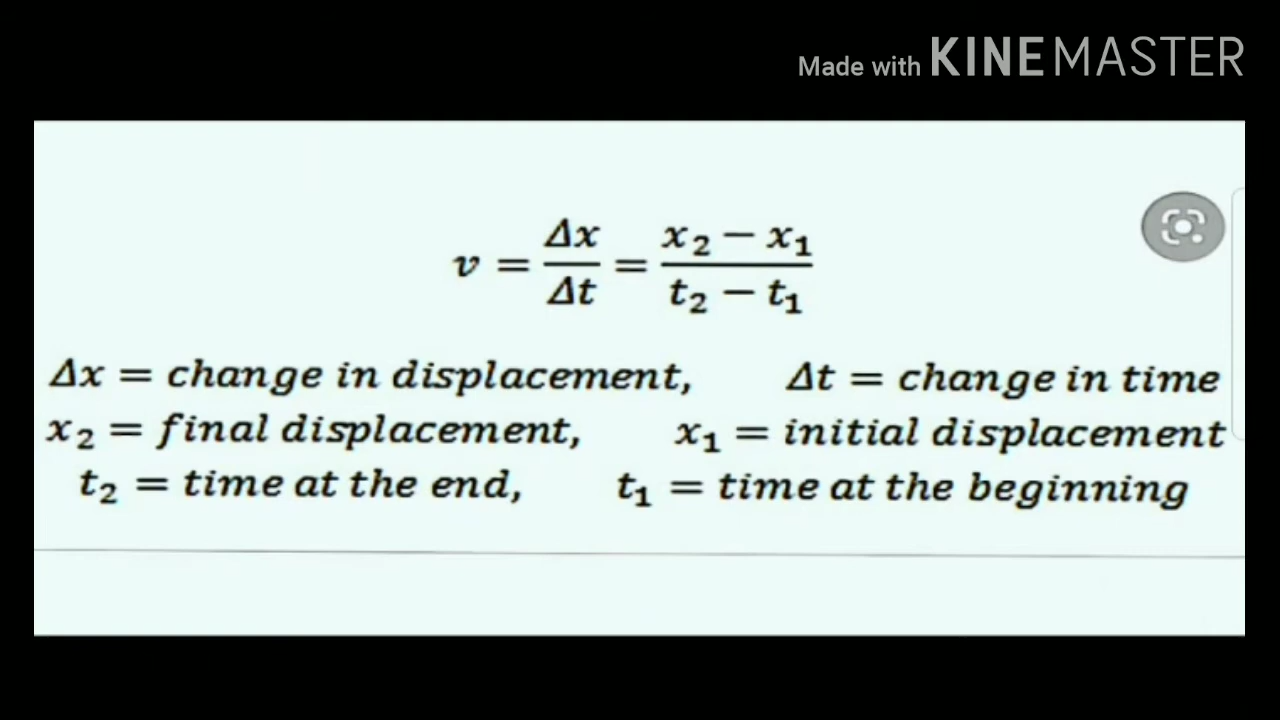 Made with KINEMASTER
v = Δx/Δt = x₂ − x₁/t₂ − t₁
Δx = change in displacement, Δt = change in time
x₂ = final displacement, x₁ = initial displacement
t₂ = time at the end, t₁ = time at the beginning